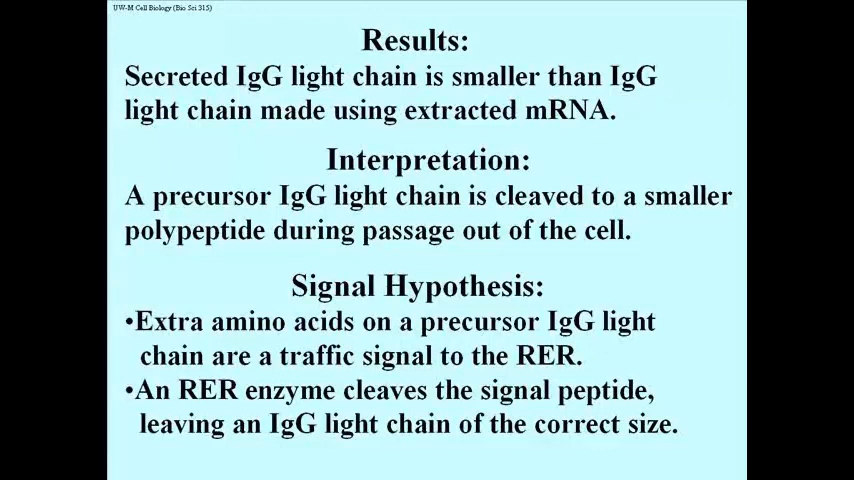 UW-M Cell Biology (Bio Sci 315)
Results:
Secreted IgG light chain is smaller than IgG
light chain made using extracted mRNA.
Interpretation:
A precursor IgG light chain is cleaved to a smaller
polypeptide during passage out of the cell.
Signal Hypothesis:
•Extra amino acids on a precursor IgG light
chain are a traffic signal to the RER.
•An RER enzyme cleaves the signal peptide,
leaving an IgG light chain of the correct size.